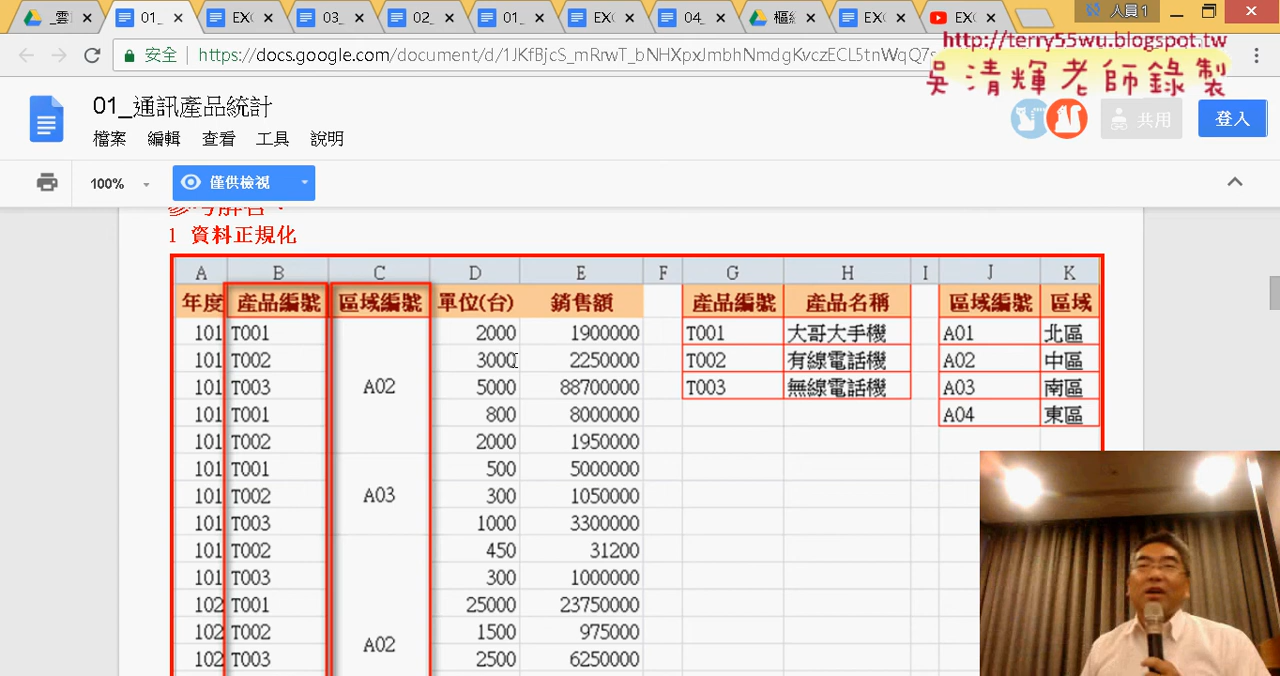 _雲
01_
EXC
03_
02_
01_
EXC
04_
樞紐
EXC
EXC
人員1
安全
https://docs.google.com/document/d/1JKfBjcS_mRrwT_bNHXpxJmbhNmdgKvczECL5tnWqQ7s
http://terry55wu.blogspot.tw
吳清輝老師錄製
01_通訊產品統計
檔案 編輯 查看 工具 說明
共用
登入
100%
僅供檢視
參考解答：
1 資料正規化
A B C D E F G H I J K
年度 產品編號 區域編號 單位(台) 銷售額 產品編號 產品名稱 區域編號 區域
101 T001 2000 1900000 T001 大哥大手機 A01 北區
101 T002 3000 2250000 T002 有線電話機 A02 中區
101 T003 A02 5000 88700000 T003 無線電話機 A03 南區
101 T001 800 8000000 A04 東區
101 T002 2000 1950000
101 T001 500 5000000
101 T002 A03 300 1050000
101 T003 1000 3300000
101 T002 450 31200
101 T003 300 1000000
102 T001 25000 23750000
102 T002 A02 1500 975000
102 T003 2500 6250000